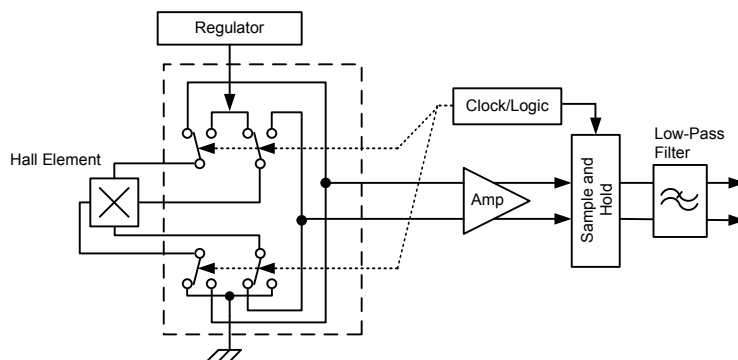 Regulator
Clock/Logic
Low-Pass
Filter
Hall Element
Amp
Sample and
Hold